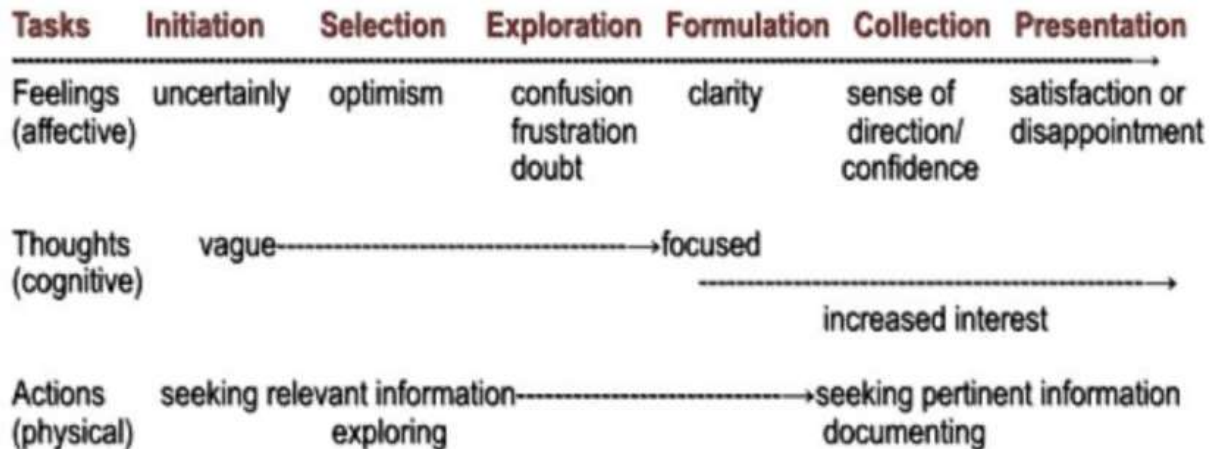 Tasks Initiation Selection Exploration Formulation Collection Presentation
Feelings uncertainly optimism confusion clarity sense of satisfaction or
(affective) frustration direction/ disappointment
doubt confidence
Thoughts vague focused
(cognitive)
increased interest
Actions seeking relevant information seeking pertinent information
(physical) exploring documenting